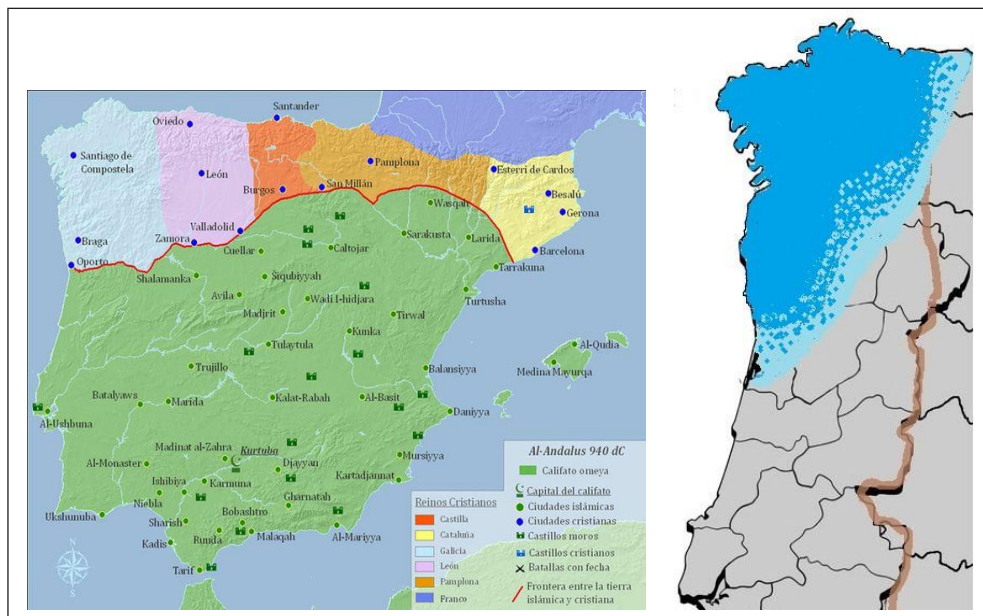 Santander
Oviedo
Santiago de
Compostela
León
Pamplona
Esterri de Cardos
Burgos
San Millán
Besalú
Wasqah
Gerona
Braga
Valladolid
Zamora
Sarakusta
Larida
Barcelona
Oporto
Cuellar
Caltojar
Tarrakuna
Shalamanka
Siqubiyyah
Turtusha
Avila
Wadi I-hidjara
Madjrit
Tirwal
Kunka
Al-Qudia
Tulaytula
Medina Mayurqa
Trujillo
Balansiyya
Batalyaws
Marida
Kalat-Rabah
Al-Basit
Al-Ushbuna
Daniyya
Madinat al-Zahra
Kurtuba
Al-Monaster
Djayyan
Mursiyya
Ishibiya
Karmuna
Kartadjannat
Niebla
Gharnatah
Ukshunuba
Sharish
Bobashtro
Runda
Malaqah
Al-Mariyya
Kadis
Tarif
Reinos Cristianos
Castilla
Cataluña
Galicia
León
Pamplona
Franco
Al-Andalus 940 dC
Califato omeya
Capital del califato
Ciudades islámicas
Ciudades cristianas
Castillos moros
Castillos cristianos
Batallas con fecha
Frontera entre la tierra
islámica y cristiana